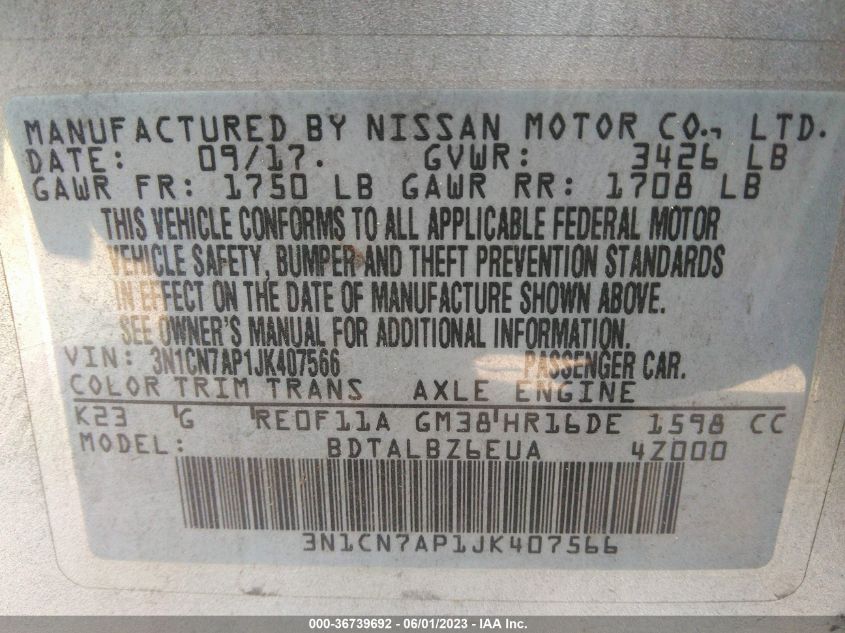 MANUFACTURED BY NISSAN MOTOR CO., LTD.
DATE: 09/17. GVWR: 3426 LB
GAWR FR: 1750 LB GAWR RR: 1708 LB
THIS VEHICLE CONFORMS TO ALL APPLICABLE FEDERAL MOTOR
VEHICLE SAFETY, BUMPER AND THEFT PREVENTION STANDARDS
IN EFFECT ON THE DATE OF MANUFACTURE SHOWN ABOVE.
SEE OWNER'S MANUAL FOR ADDITIONAL INFORMATION.
VIN: 3N1CN7AP1JK407566 PASSENGER CAR.
COLOR TRIM TRANS AXLE ENGINE
K23 G RE0F11A GM38 HR16DE 1598 CC
MODEL: BDTALBZ6EUA 4Z000
3N1CN7AP1JK407566
000-36739692 - 06/01/2023 - IAA Inc.